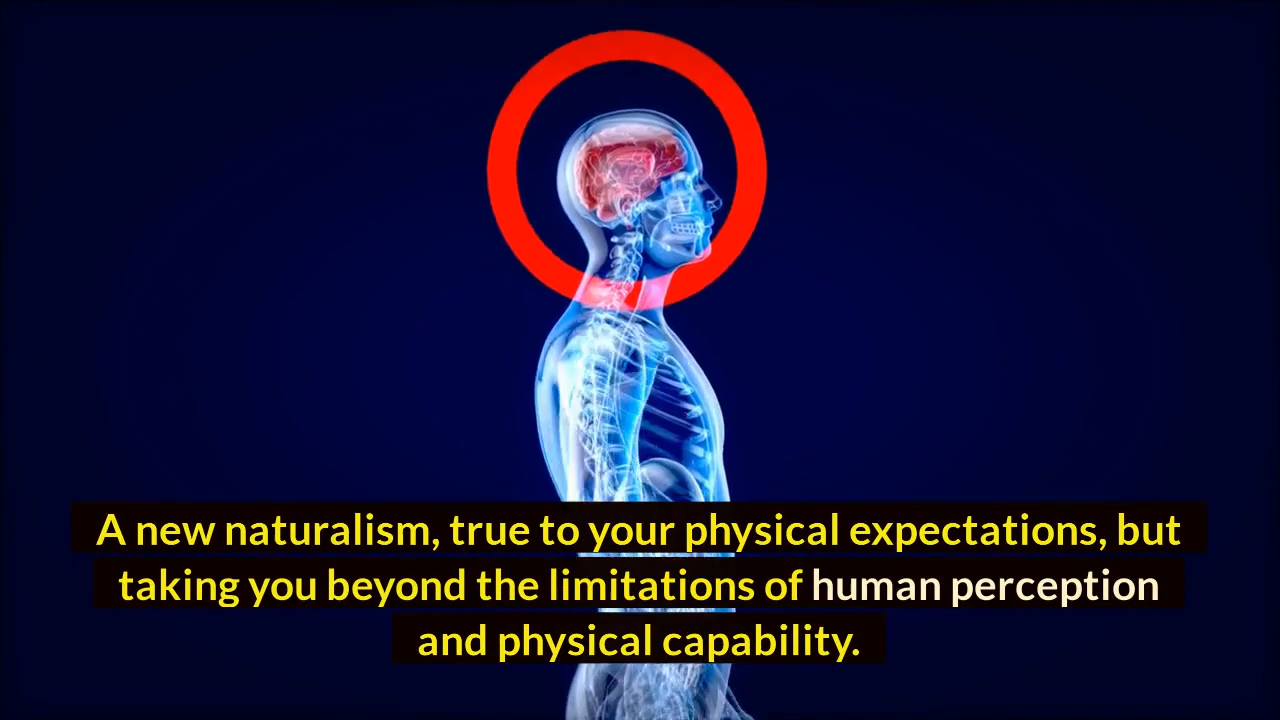 A new naturalism, true to your physical expectations, but
taking you beyond the limitations of human perception
and physical capability.